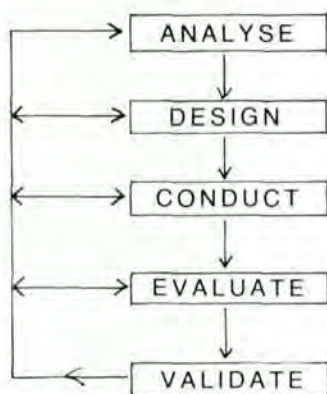 ANALYSE
DESIGN
CONDUCT
EVALUATE
VALIDATE